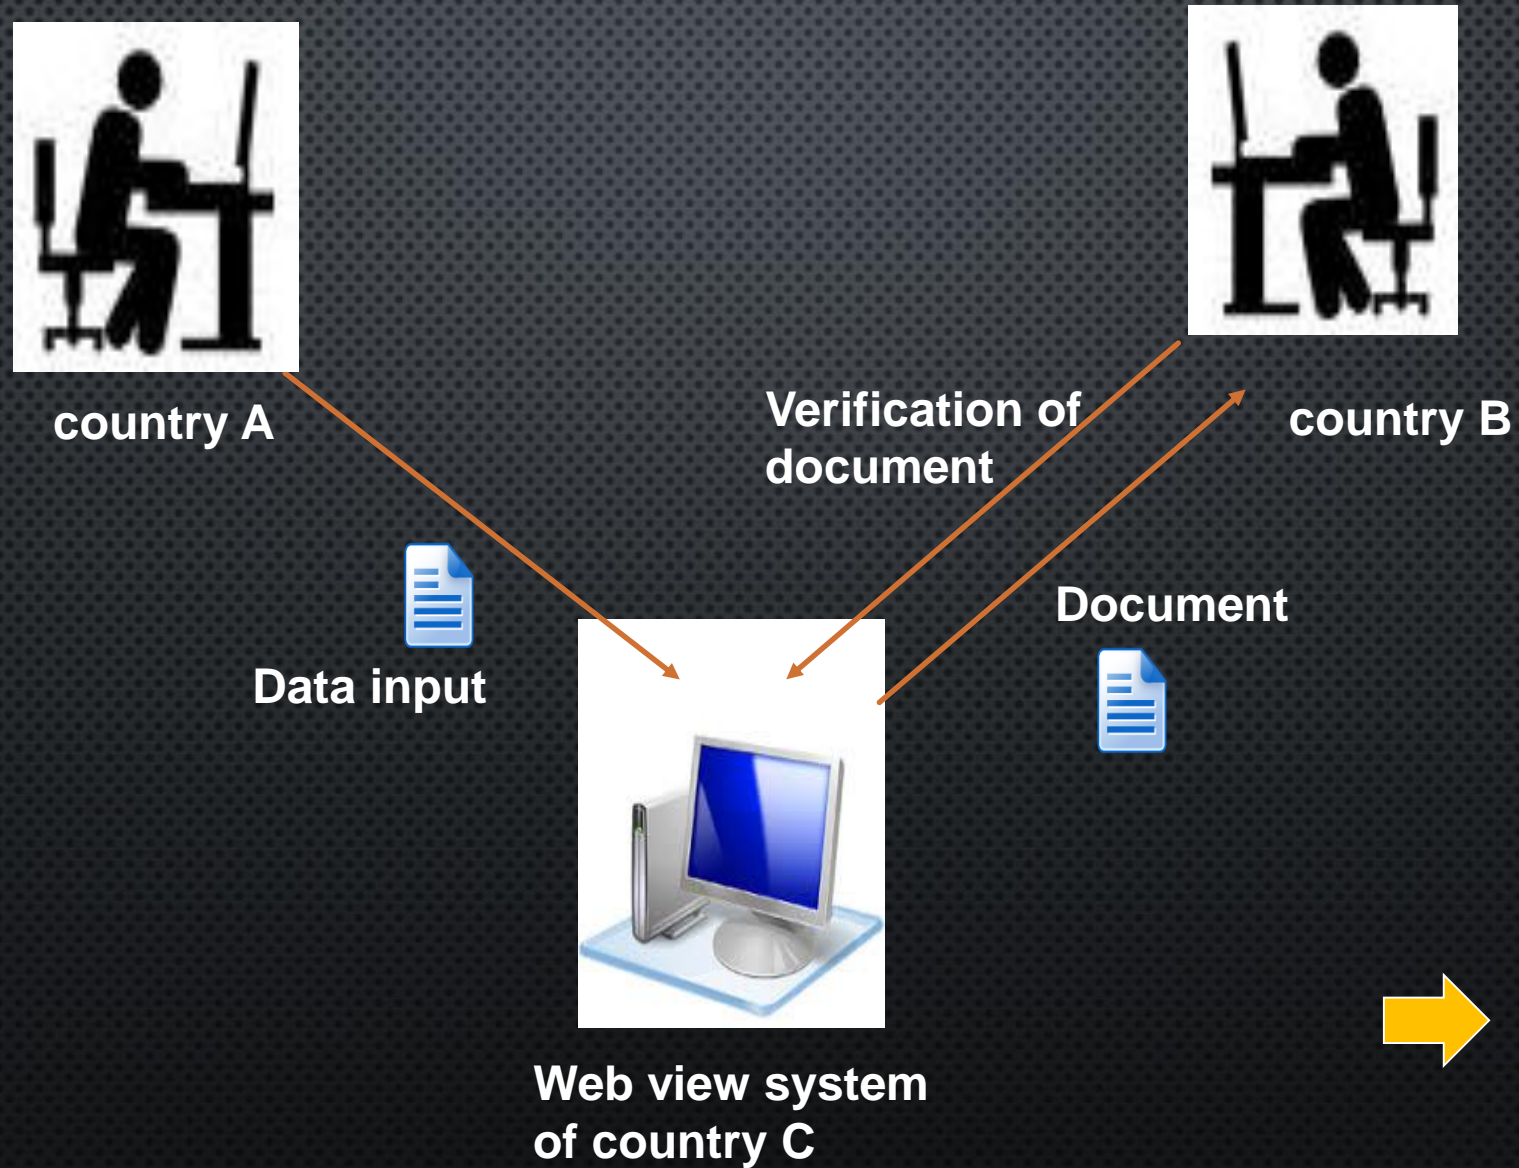 country A
Verification of
document
country B
Data input
Document
Web view system
of country C